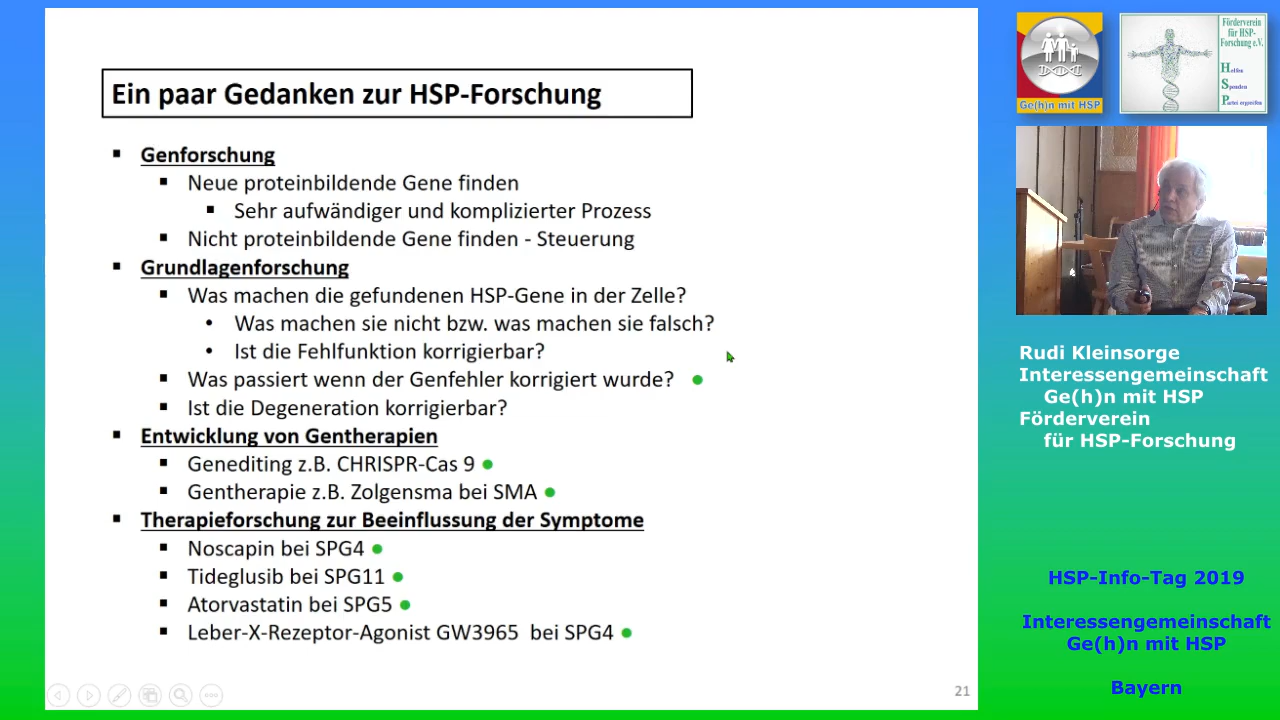 Ein paar Gedanken zur HSP-Forschung
Genforschung
Neue proteinbildende Gene finden
Sehr aufwändiger und komplizierter Prozess
Nicht proteinbildende Gene finden - Steuerung
Grundlagenforschung
Was machen die gefundenen HSP-Gene in der Zelle?
Was machen sie nicht bzw. was machen sie falsch?
Ist die Fehlfunktion korrigierbar?
Was passiert wenn der Genfehler korrigiert wurde?
Ist die Degeneration korrigierbar?
Entwicklung von Gentherapien
Genediting z.B. CHRISPR-Cas 9
Gentherapie z.B. Zolgensma bei SMA
Therapieforschung zur Beeinflussung der Symptome
Noscapin bei SPG4
Tideglusib bei SPG11
Atorvastatin bei SPG5
Leber-X-Rezeptor-Agonist GW3965 bei SPG4
21
Ge(h)n mit HSP
Förderverein
für HSP-
Forschung e.V.
Helfen
Spenden
Partei ergreifen
Rudi Kleinsorge
Interessengemeinschaft
Ge(h)n mit HSP
Förderverein
für HSP-Forschung
HSP-Info-Tag 2019
Interessengemeinschaft
Ge(h)n mit HSP
Bayern